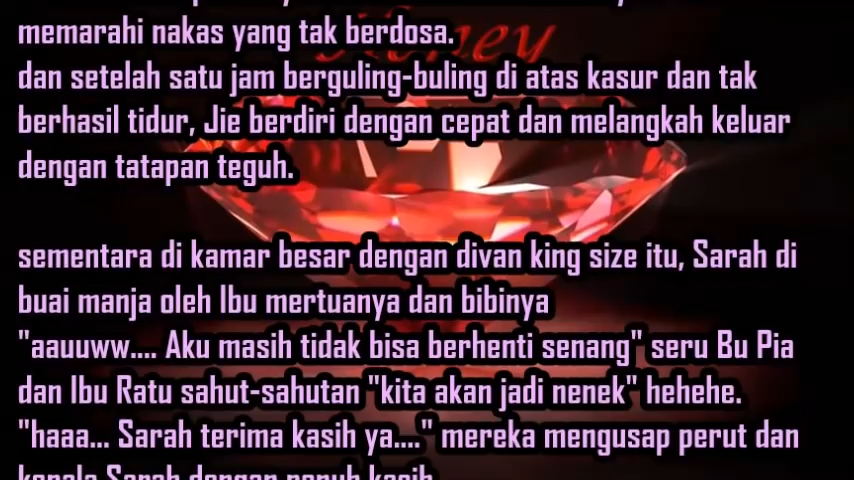 memarahi nakas yang tak berdosa.
dan setelah satu jam berguling-buling di atas kasur dan tak
berhasil tidur, Jie berdiri dengan cepat dan melangkah keluar
dengan tatapan teguh.
sementara di kamar besar dengan divan king size itu, Sarah di
buai manja oleh Ibu mertuanya dan bibinya
"aauuww.... Aku masih tidak bisa berhenti senang" seru Bu Pia
dan Ibu Ratu sahut-sahutan "kita akan jadi nenek" hehehe.
"haaa... Sarah terima kasih ya...." mereka mengusap perut dan
kepala Sarah dengan penuh kasih